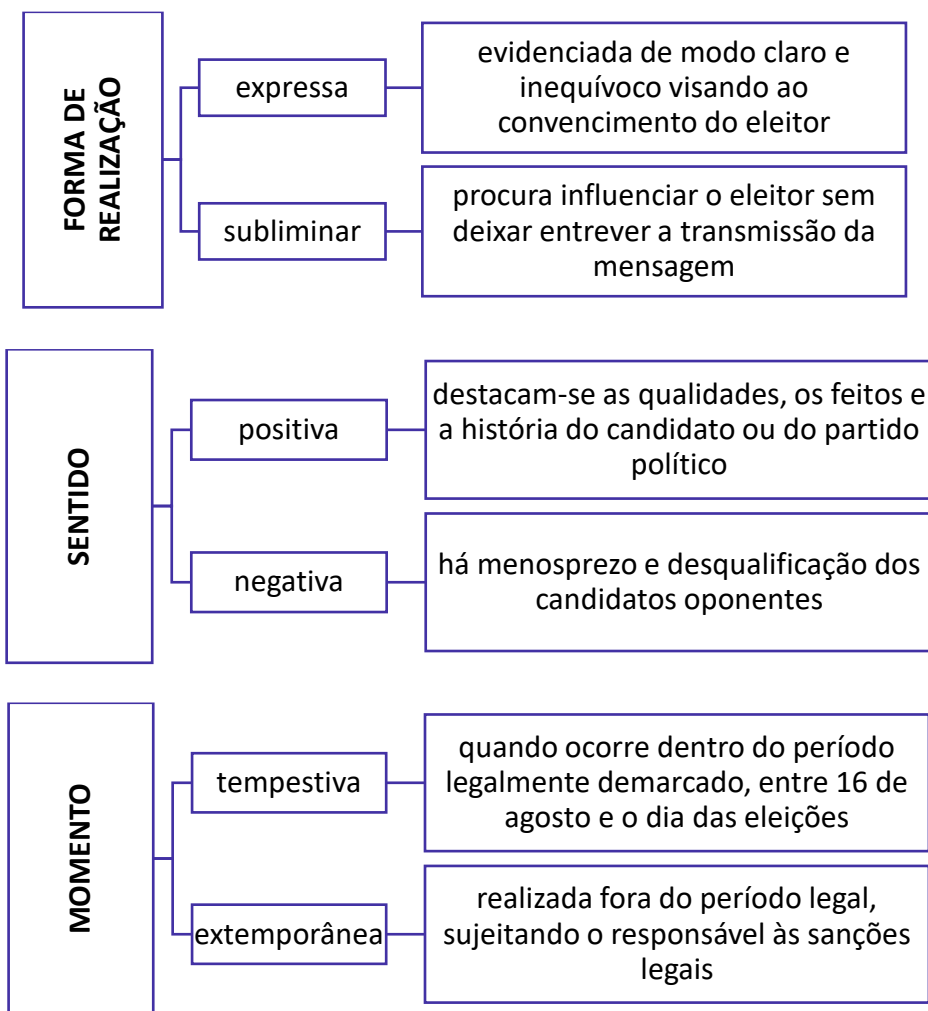 FORMA DE
REALIZAÇÃO
expressa
evidenciada de modo claro e
inequívoco visando ao
convencimento do eleitor
subliminar
procura influenciar o eleitor sem
deixar entrever a transmissão da
mensagem
SENTIDO
positiva
destacam-se as qualidades, os feitos e
a história do candidato ou do partido
político
negativa
há menosprezo e desqualificação dos
candidatos oponentes
MOMENTO
tempestiva
quando ocorre dentro do período
legalmente demarcado, entre 16 de
agosto e o dia das eleições
extemporânea
realizada fora do período legal,
sujeitando o responsável às sanções
legais